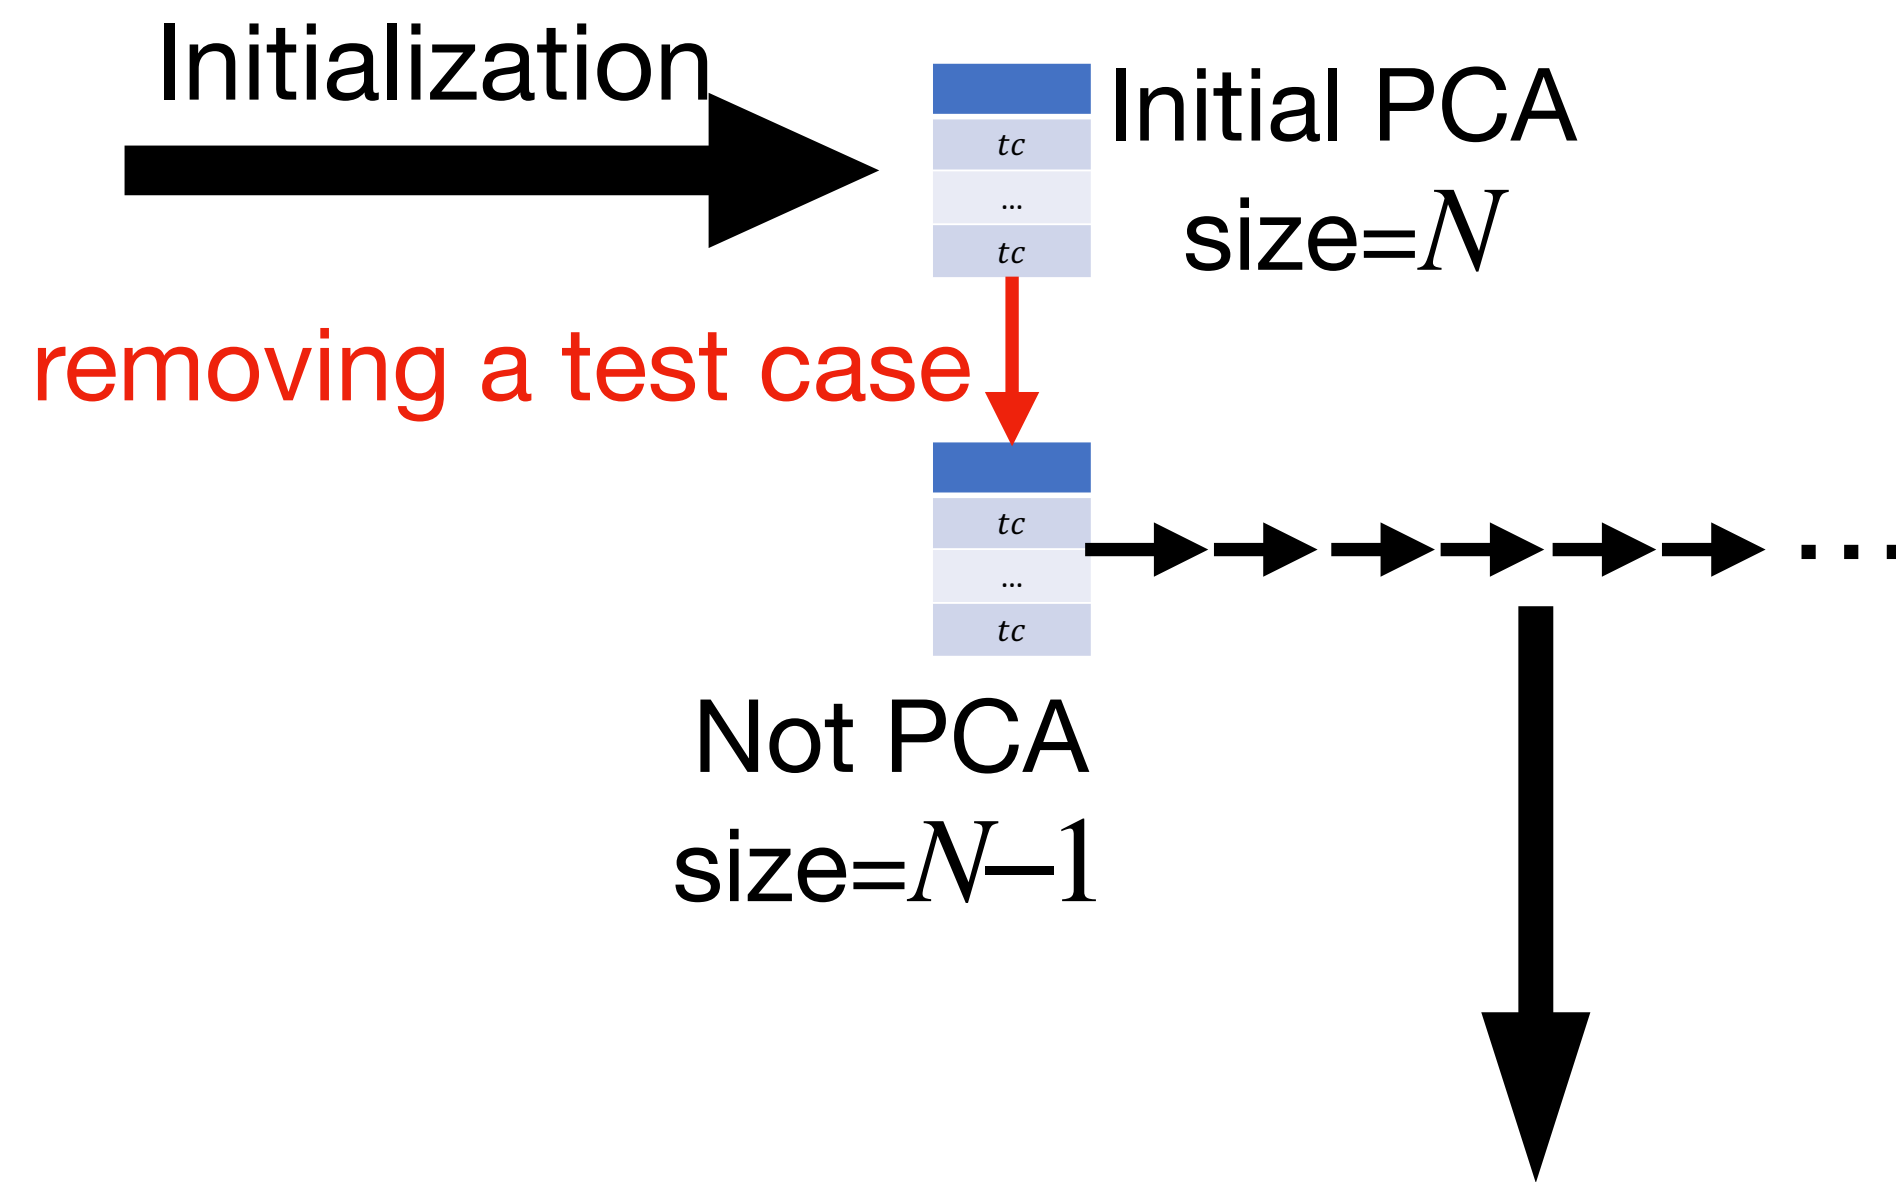 Initialization
tc
...
tc
Initial PCA
size=N
removing a test case
tc
...
tc
...
Not PCA
size=N−1